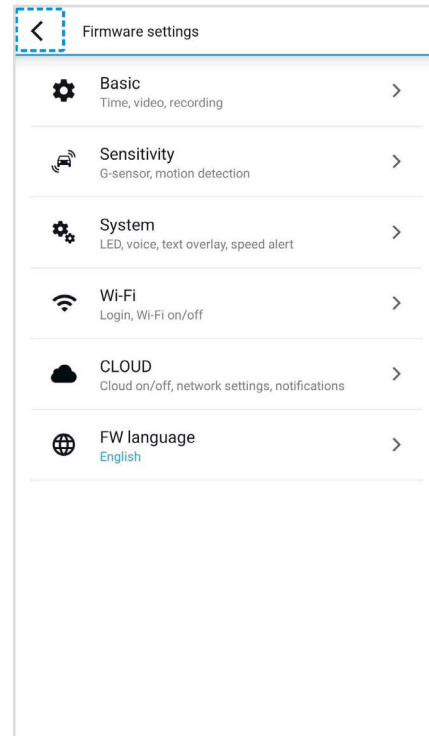 Firmware settings
Basic
Time, video, recording
Sensitivity
G-sensor, motion detection
System
LED, voice, text overlay, speed alert
Wi-Fi
Login, Wi-Fi on/off
CLOUD
Cloud on/off, network settings, notifications
FW language
English